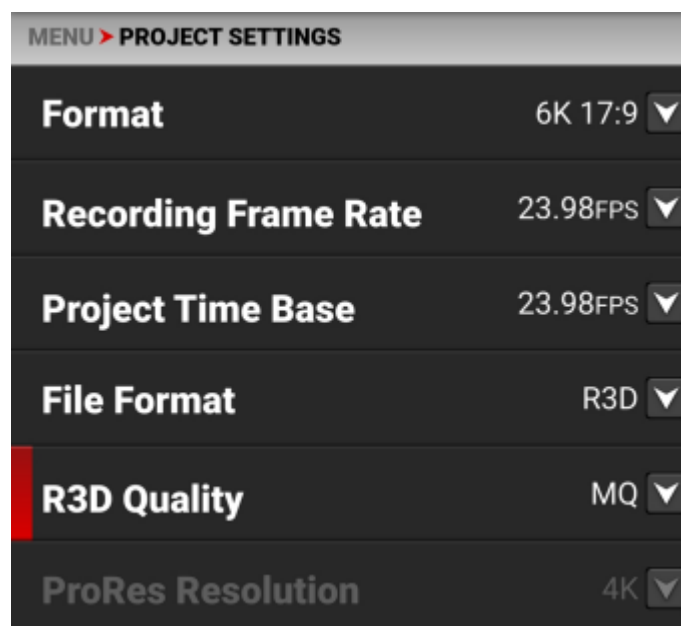 MENU ➤ PROJECT SETTINGS
Format 6K 17:9
Recording Frame Rate 23.98FPS
Project Time Base 23.98FPS
File Format R3D
R3D Quality MQ
ProRes Resolution 4K